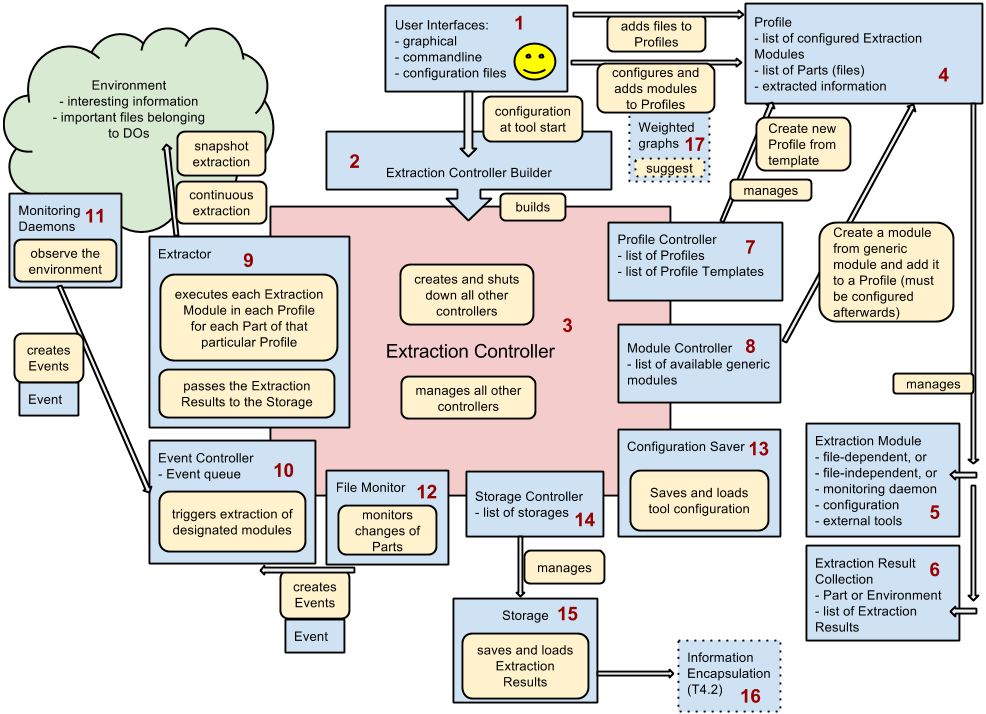 User Interfaces:
- graphical
- commandline
- configuration files
1
adds files to
Profiles
configures and
adds modules
to Profiles
Profile
- list of configured Extraction
Modules
- list of Parts (files)
- extracted information
4
Environment
- interesting information
- important files belonging
to DOs
configuration
at tool start
Weighted
graphs
17
suggest
Create new
Profile from
template
snapshot
extraction
2
Extraction Controller Builder
manages
continuous
extraction
builds
Monitoring
Daemons
11
observe the
environment
Extractor
9
executes each Extraction
Module in each Profile
for each Part of that
particular Profile
passes the Extraction
Results to the Storage
creates and shuts
down all other
controllers
3
Extraction Controller
manages all other
controllers
Profile Controller
- list of Profiles
- list of Profile Templates
7
Create a module
from generic
module and add it
to a Profile (must
be configured
afterwards)
Module Controller
- list of available generic
modules
8
creates
Events
Event
manages
Event Controller
- Event queue
10
triggers extraction of
designated modules
File Monitor
12
monitors
changes of
Parts
Storage Controller
- list of storages
14
Configuration Saver
13
Saves and loads
tool configuration
Extraction Module
- file-dependent, or
- file-independent, or
- monitoring daemon
- configuration
- external tools
5
Extraction Result
Collection
- Part or Environment
- list of Extraction
Results
6
creates
Events
Event
manages
Storage
15
saves and loads
Extraction
Results
Information
Encapsulation
(T4.2)
16